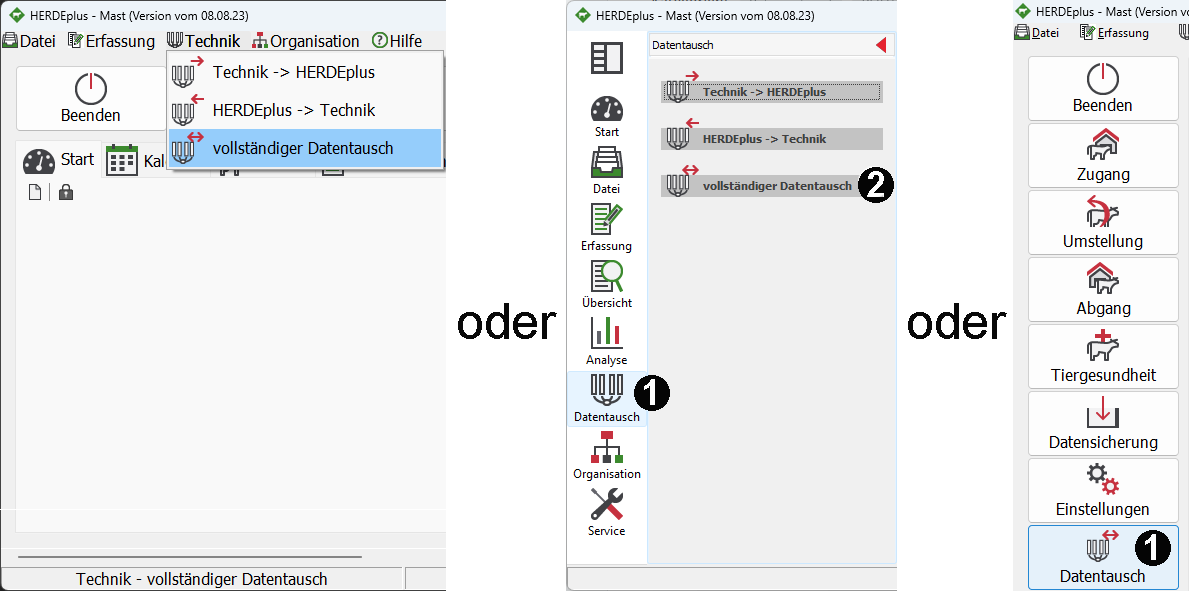 HERDEplus - Mast (Version vom 08.08.23)
Datei Erfassung Technik Organisation Hilfe
Technik -> HERDEplus
HERDEplus -> Technik
vollständiger Datentausch
Beenden
Start
Kal
Technik - vollständiger Datentausch
oder
HERDEplus - Mast (Version vom 08.08.23)
Datentausch
Start
Datei
Erfassung
Übersicht
Analyse
Datentausch 1
Organisation
Service
Technik -> HERDEplus
HERDEplus -> Technik
vollständiger Datentausch 2
oder
HERDEplus - Mast (Version vo
Datei Erfassung
Beenden
Zugang
Umstellung
Abgang
Tiergesundheit
Datensicherung
Einstellungen
1
Datentausch